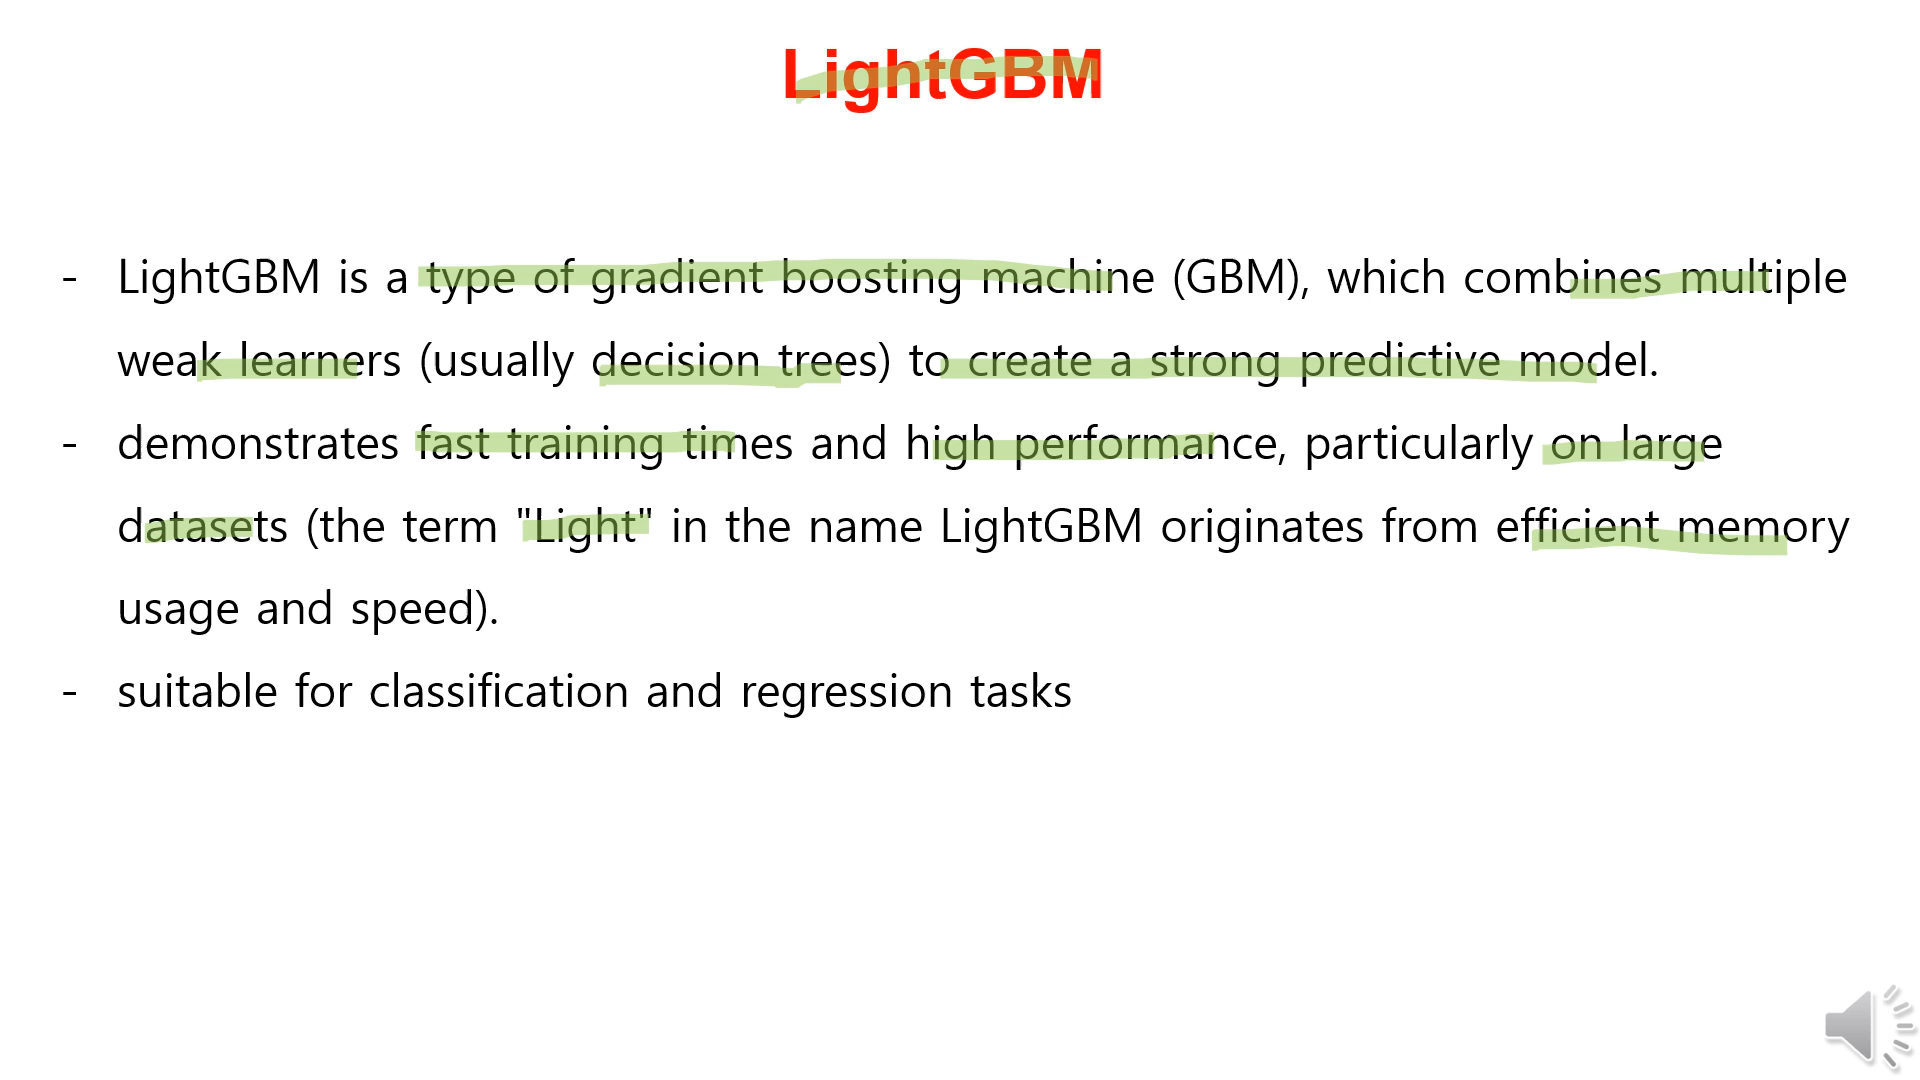 LightGBM
- LightGBM is a type of gradient boosting machine (GBM), which combines multiple
weak learners (usually decision trees) to create a strong predictive model.
- demonstrates fast training times and high performance, particularly on large
datasets (the term "Light" in the name LightGBM originates from efficient memory
usage and speed).
- suitable for classification and regression tasks